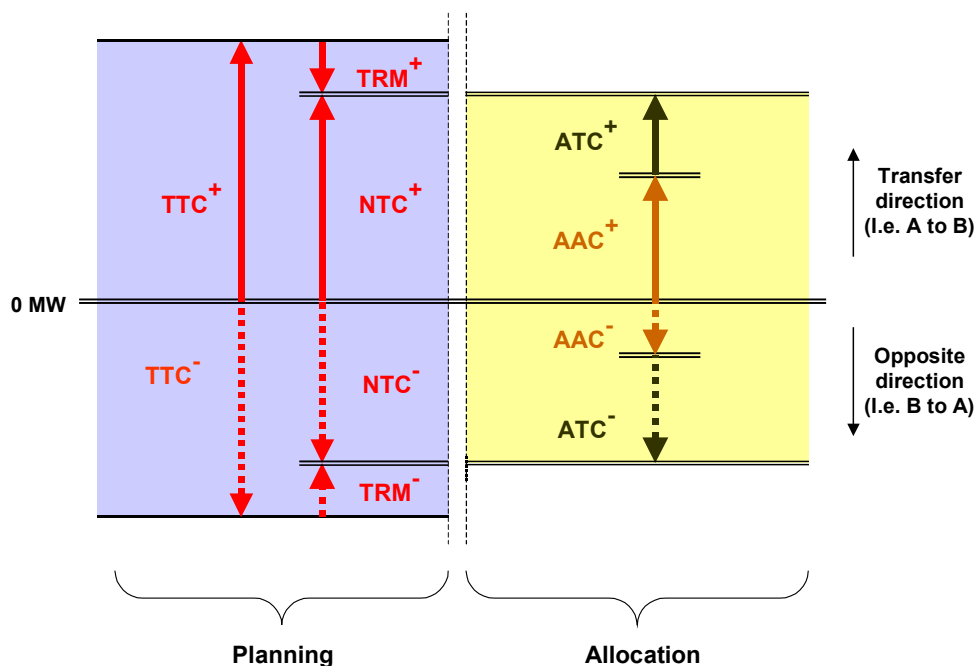 TRM+
ATC+
TTC+
NTC+
Transfer
direction
(I.e. A to B)
AAC+
0 MW
AAC-
TTC-
NTC-
Opposite
direction
(I.e. B to A)
ATC-
TRM-
Planning
Allocation